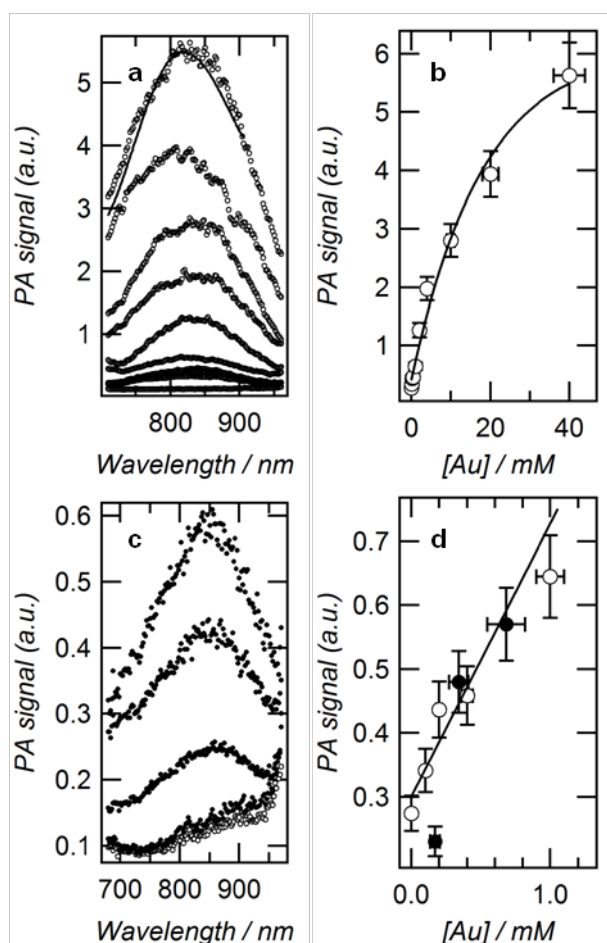 a
5
4
3
2
1
PA signal (a.u.)
800
900
Wavelength / nm
b
6
5
4
3
2
1
PA signal (a.u.)
0
20
40
[Au] / mM
c
0.6
0.5
0.4
0.3
0.2
0.1
PA signal (a.u.)
700
800
900
Wavelength / nm
d
0.7
0.6
0.5
0.4
0.3
PA signal (a.u.)
0.0
1.0
[Au] / mM